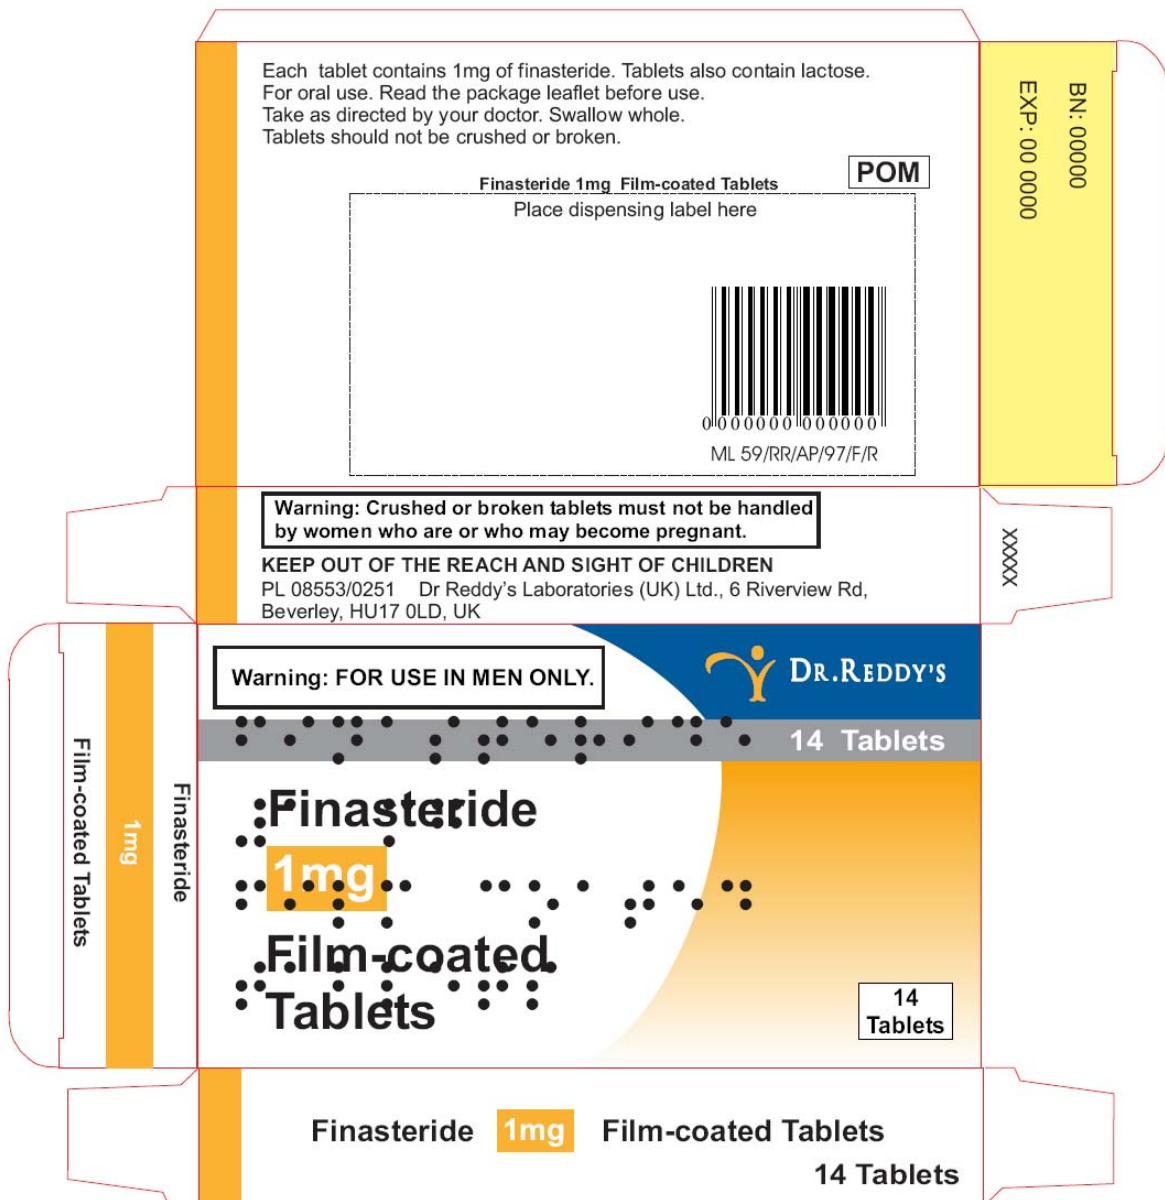 Each tablet contains 1mg of finasteride. Tablets also contain lactose.
For oral use. Read the package leaflet before use.
Take as directed by your doctor. Swallow whole.
Tablets should not be crushed or broken.
POM
Finasteride 1mg Film-coated Tablets
Place dispensing label here
0 000000 000000
ML 59/RR/AP/97/F/R
BN: 00000
EXP: 00 0000
Warning: Crushed or broken tablets must not be handled
by women who are or who may become pregnant.
KEEP OUT OF THE REACH AND SIGHT OF CHILDREN
PL 08553/0251 Dr Reddy's Laboratories (UK) Ltd., 6 Riverview Rd,
Beverley, HU17 0LD, UK
XXXXX
Warning: FOR USE IN MEN ONLY.
DR.REDDY'S
14 Tablets
Finasteride
1mg
Film-coated
Tablets
14
Tablets
Finasteride
1mg
Film-coated Tablets
Finasteride 1mg Film-coated Tablets
14 Tablets